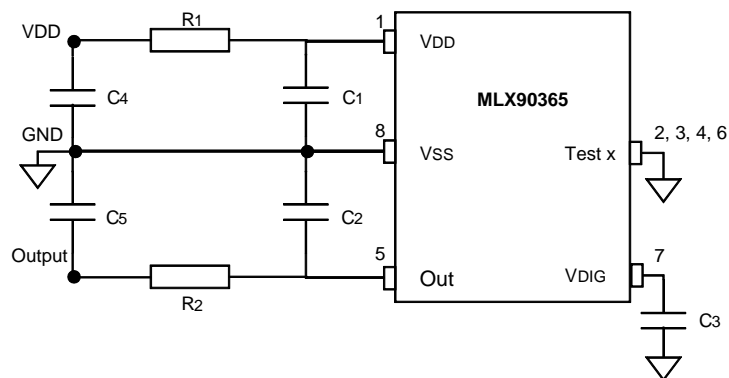 VDD
R1
1
VDD
MLX90365
C4
C1
GND
8
VSS
Test x
2, 3, 4, 6
C5
C2
Output
5
Out
7
VDIG
R2
C3